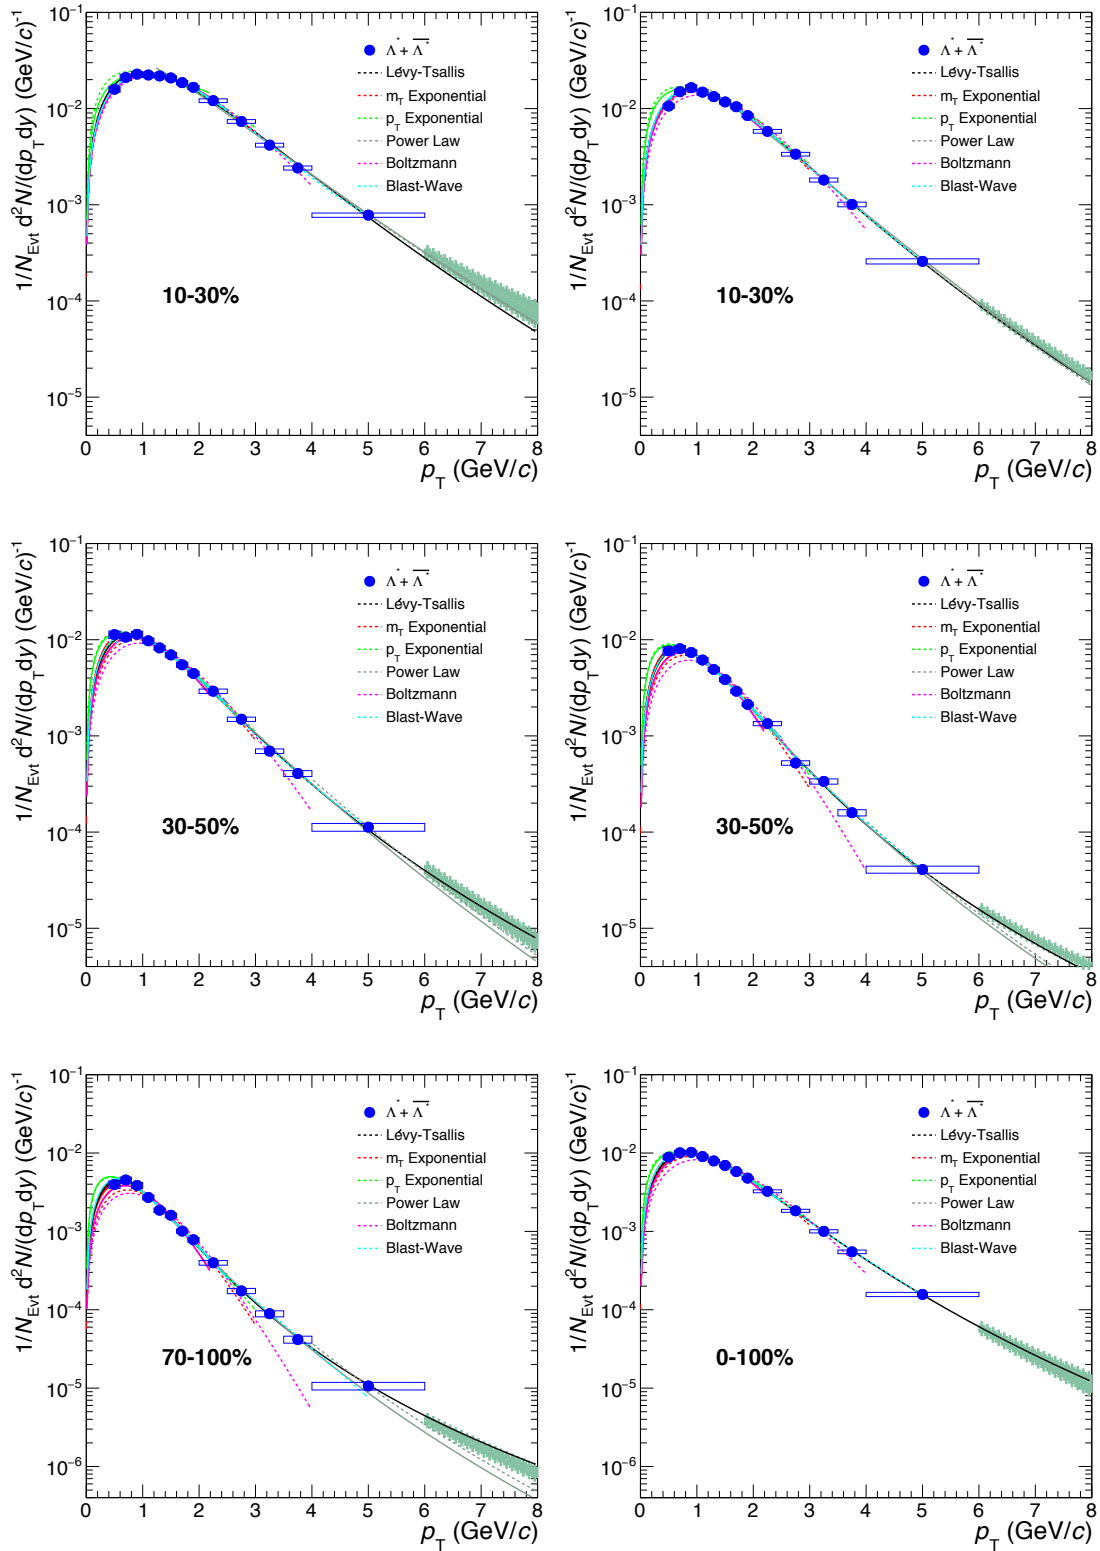 1/N_Evt d²N/(dp_T dy) (GeV/c)⁻¹
10⁻¹
10⁻²
10⁻³
10⁻⁴
10⁻⁵
Λ* + Λ̅*
Lévy-Tsallis
m_T Exponential
p_T Exponential
Power Law
Boltzmann
Blast-Wave
10-30%
0 1 2 3 4 5 6 7 8
p_T (GeV/c)
1/N_Evt d²N/(dp_T dy) (GeV/c)⁻¹
10⁻¹
10⁻²
10⁻³
10⁻⁴
10⁻⁵
Λ* + Λ̅*
Lévy-Tsallis
m_T Exponential
p_T Exponential
Power Law
Boltzmann
Blast-Wave
10-30%
0 1 2 3 4 5 6 7 8
p_T (GeV/c)
1/N_Evt d²N/(dp_T dy) (GeV/c)⁻¹
10⁻¹
10⁻²
10⁻³
10⁻⁴
10⁻⁵
Λ* + Λ̅*
Lévy-Tsallis
m_T Exponential
p_T Exponential
Power Law
Boltzmann
Blast-Wave
30-50%
0 1 2 3 4 5 6 7 8
p_T (GeV/c)
1/N_Evt d²N/(dp_T dy) (GeV/c)⁻¹
10⁻¹
10⁻²
10⁻³
10⁻⁴
10⁻⁵
Λ* + Λ̅*
Lévy-Tsallis
m_T Exponential
p_T Exponential
Power Law
Boltzmann
Blast-Wave
30-50%
0 1 2 3 4 5 6 7 8
p_T (GeV/c)
1/N_Evt d²N/(dp_T dy) (GeV/c)⁻¹
10⁻¹
10⁻²
10⁻³
10⁻⁴
10⁻⁵
10⁻⁶
Λ* + Λ̅*
Lévy-Tsallis
m_T Exponential
p_T Exponential
Power Law
Boltzmann
Blast-Wave
70-100%
0 1 2 3 4 5 6 7 8
p_T (GeV/c)
1/N_Evt d²N/(dp_T dy) (GeV/c)⁻¹
10⁻¹
10⁻²
10⁻³
10⁻⁴
10⁻⁵
10⁻⁶
Λ* + Λ̅*
Lévy-Tsallis
m_T Exponential
p_T Exponential
Power Law
Boltzmann
Blast-Wave
0-100%
0 1 2 3 4 5 6 7 8
p_T (GeV/c)